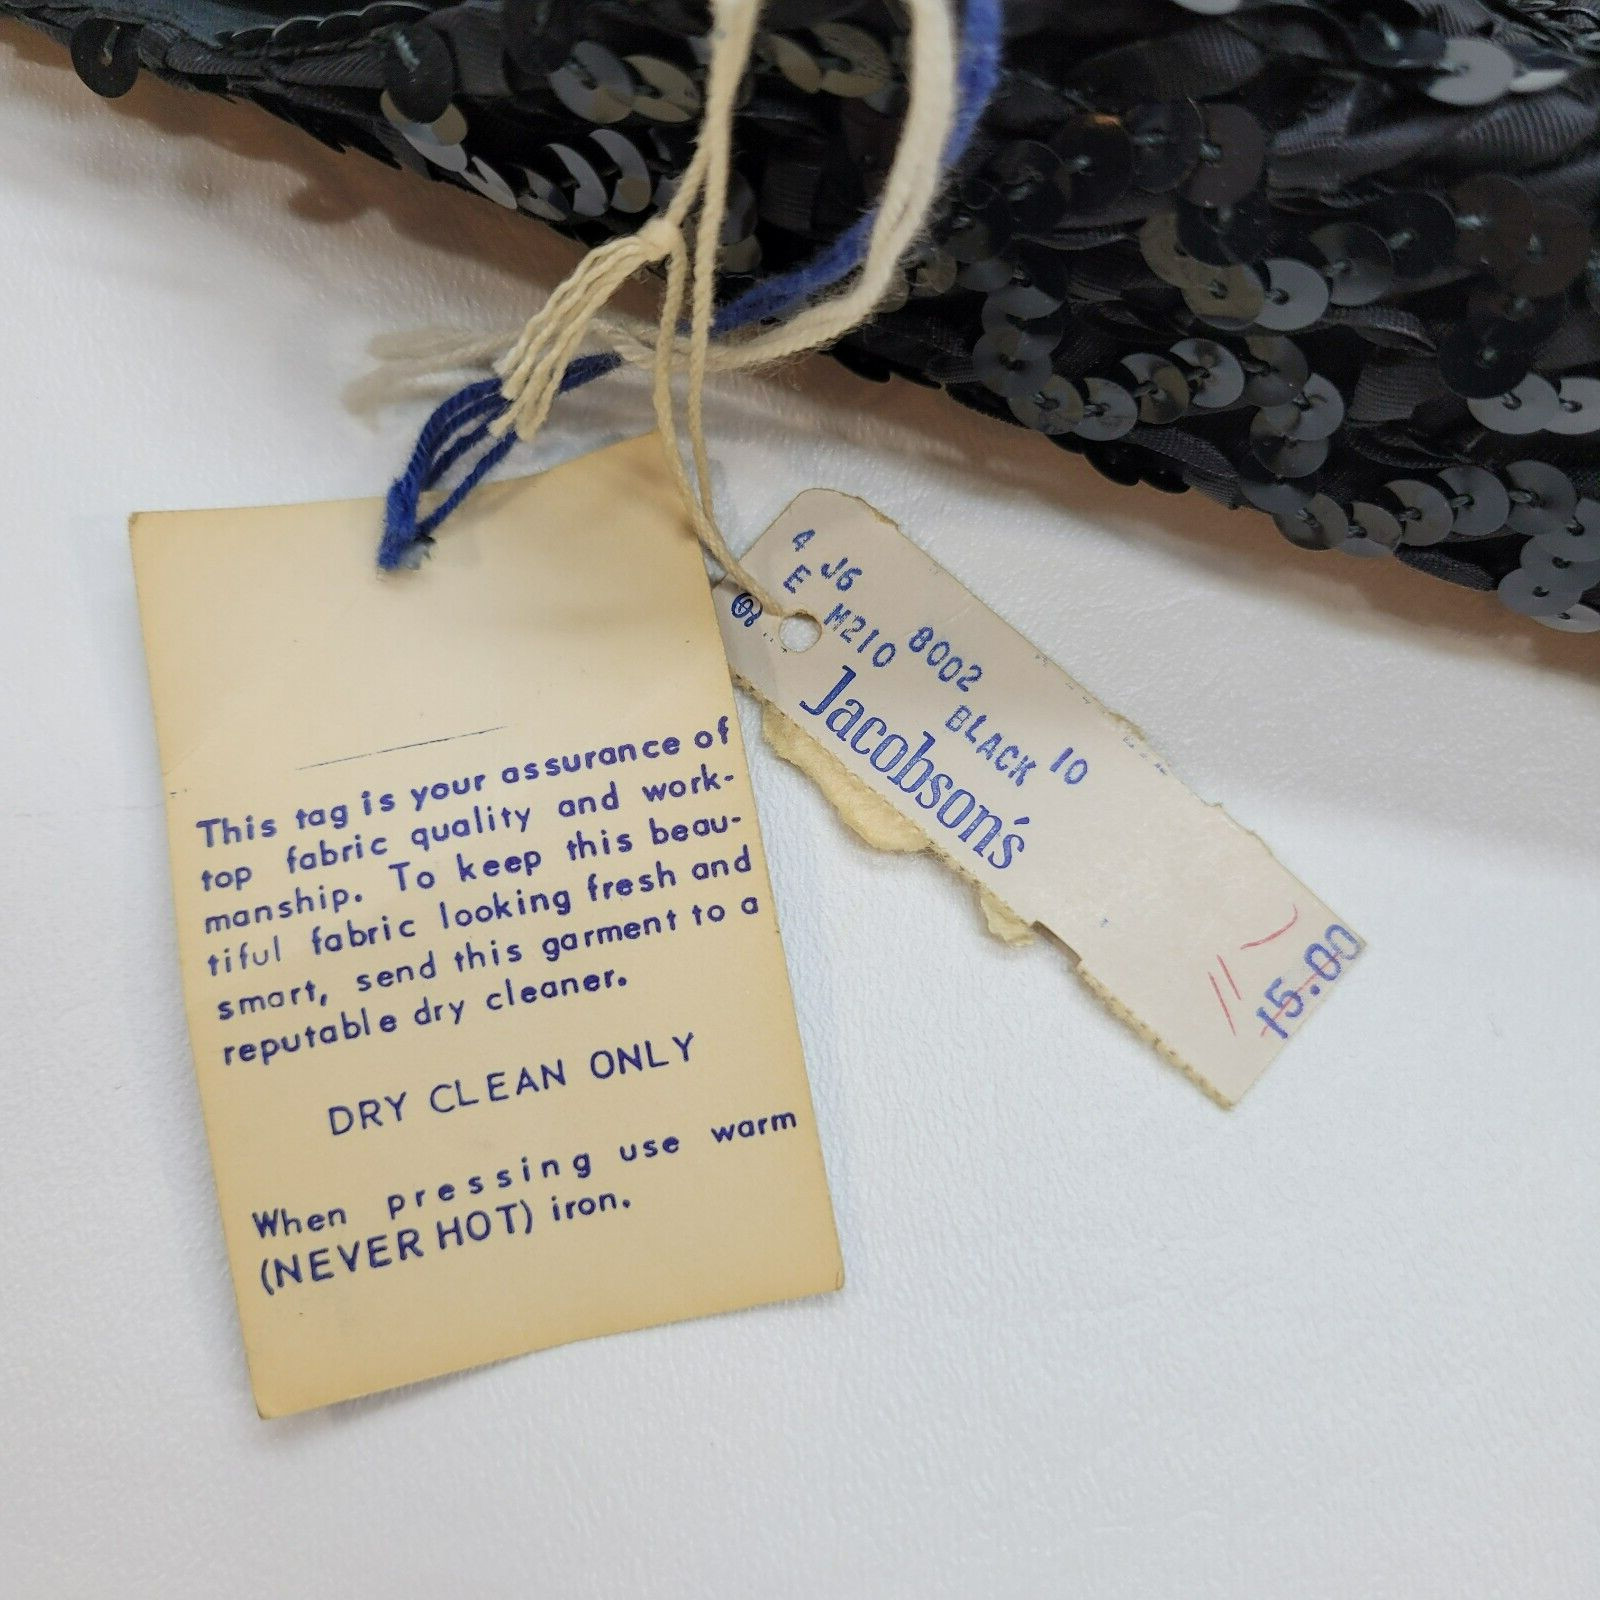 This tag is your assurance of
top fabric quality and work-
manship. To keep this beau-
tiful fabric looking fresh and
smart, send this garment to a
reputable dry cleaner.
DRY CLEAN ONLY
When pressing use warm
(NEVER HOT) iron.
4 J6
E M210 8002
BLACK 10
Jacobson's
11
15.00